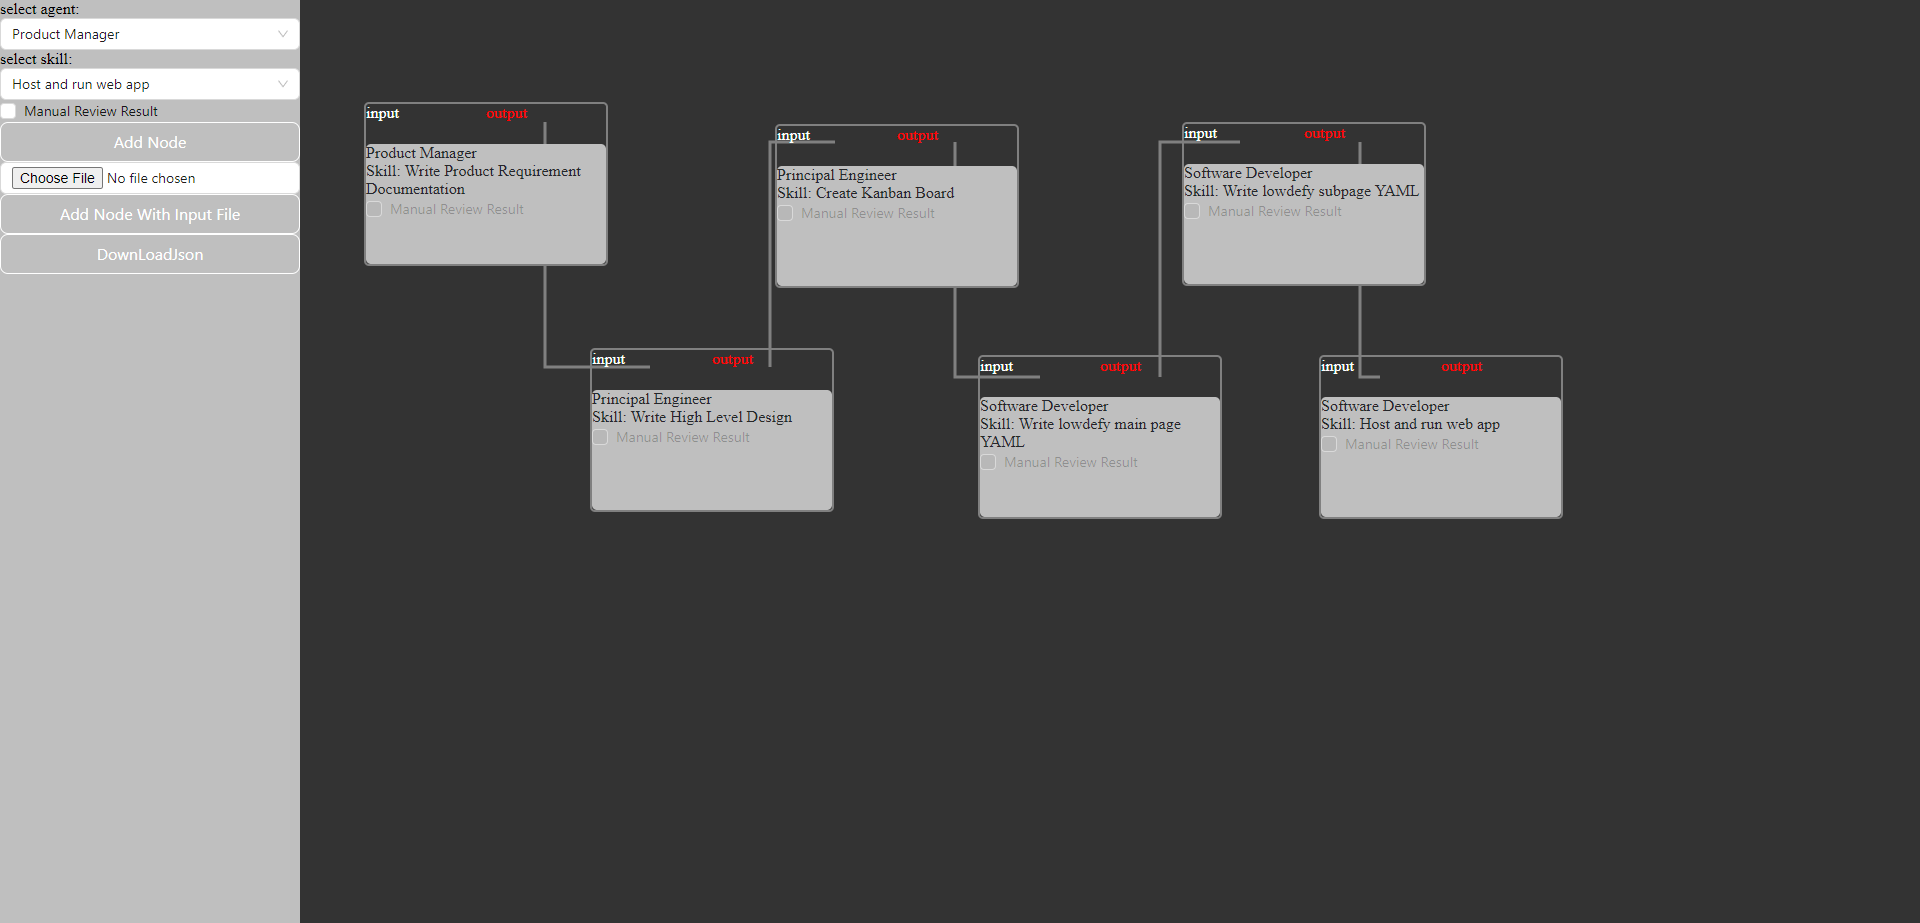 select agent:
Product Manager
select skill:
Host and run web app
Manual Review Result
Add Node
Choose File No file chosen
Add Node With Input File
DownLoadJson
input output
Product Manager
Skill: Write Product Requirement
Documentation
Manual Review Result
input output
Principal Engineer
Skill: Write High Level Design
Manual Review Result
input output
Principal Engineer
Skill: Create Kanban Board
Manual Review Result
input output
Software Developer
Skill: Write lowdefy main page
YAML
Manual Review Result
input output
Software Developer
Skill: Write lowdefy subpage YAML
Manual Review Result
input output
Software Developer
Skill: Host and run web app
Manual Review Result